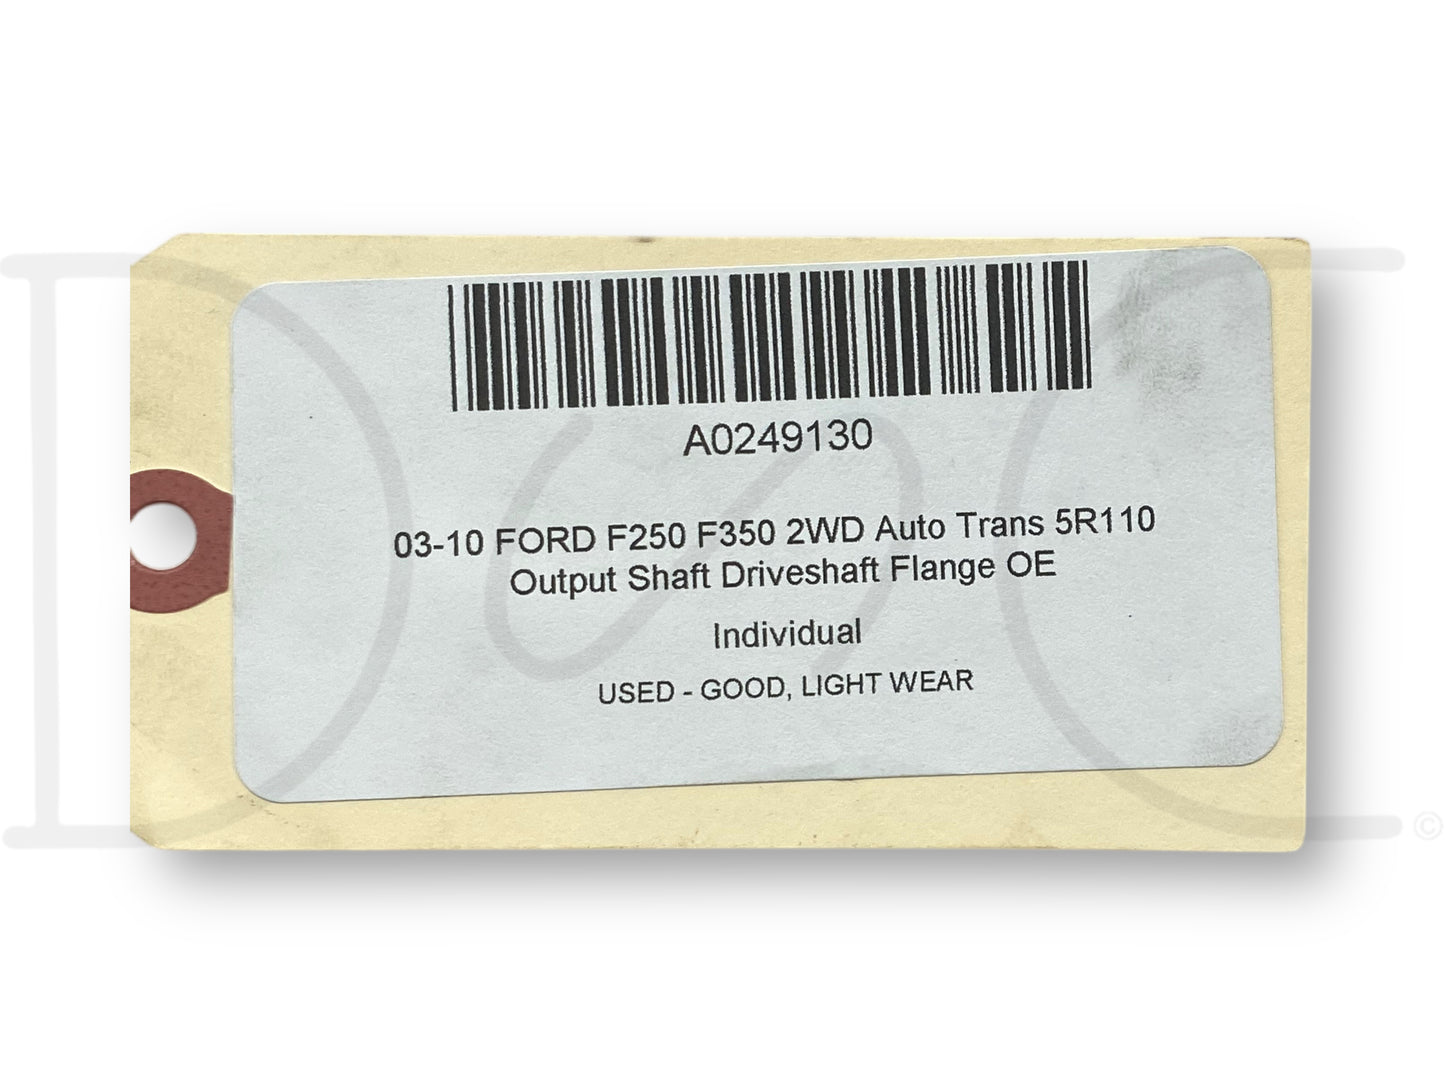 A0249130
03-10 FORD F250 F350 2WD Auto Trans 5R110
Output Shaft Driveshaft Flange OE
Individual
USED - GOOD, LIGHT WEAR
©